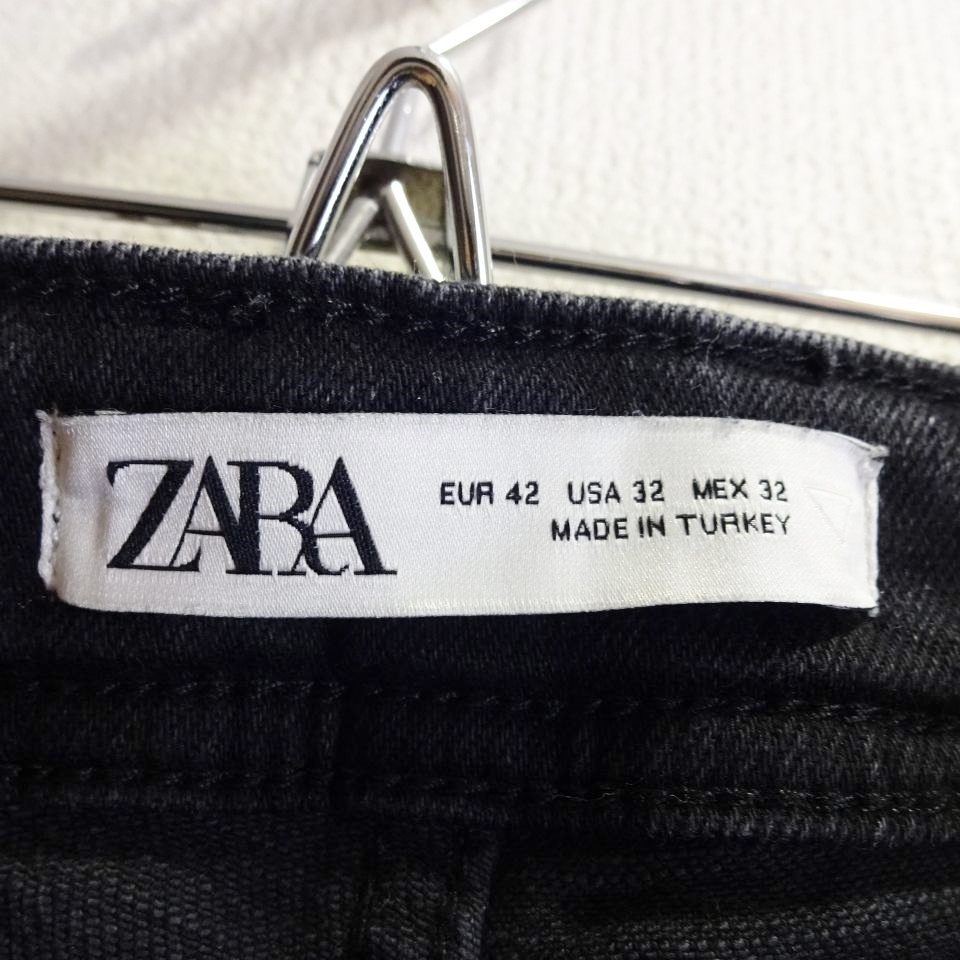 ZARA
EUR 42 USA 32 MEX 32
MADE IN TURKEY